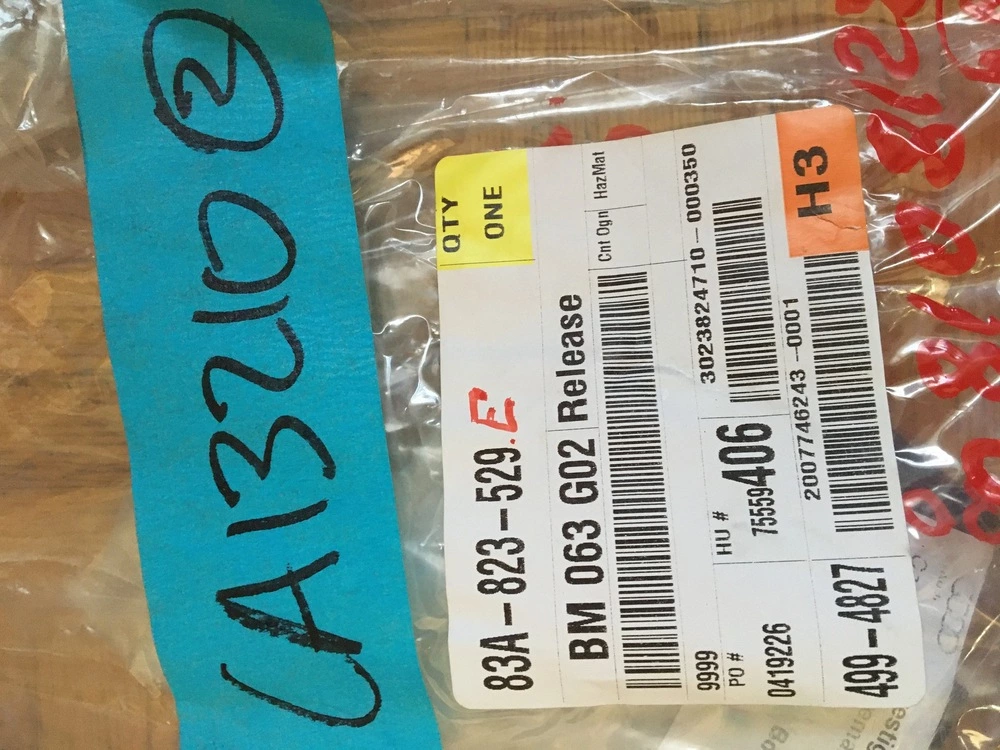 CA13210 2
83A-823-529.E
QTY
ONE
BM 063 G02 Release
Cnt Ogn
HazMat
9999
HU #
75559406
3023824710-000350
PO #
0419226
2007746243-0001
H3
499-4827